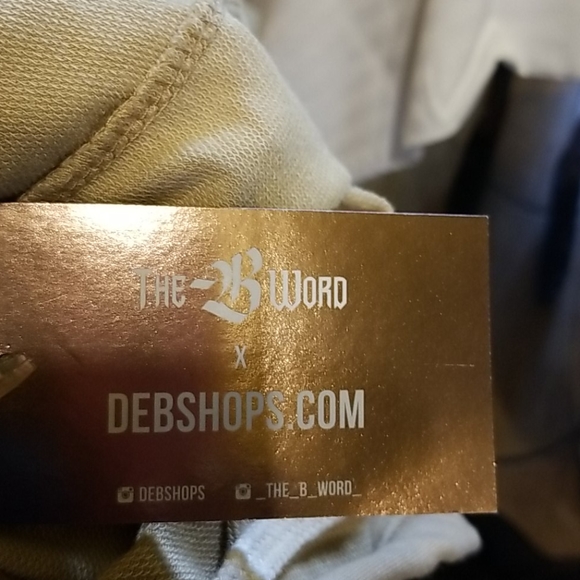 The B Word
X
DEBSHOPS.COM
DEBSHOPS _THE_B_WORD_